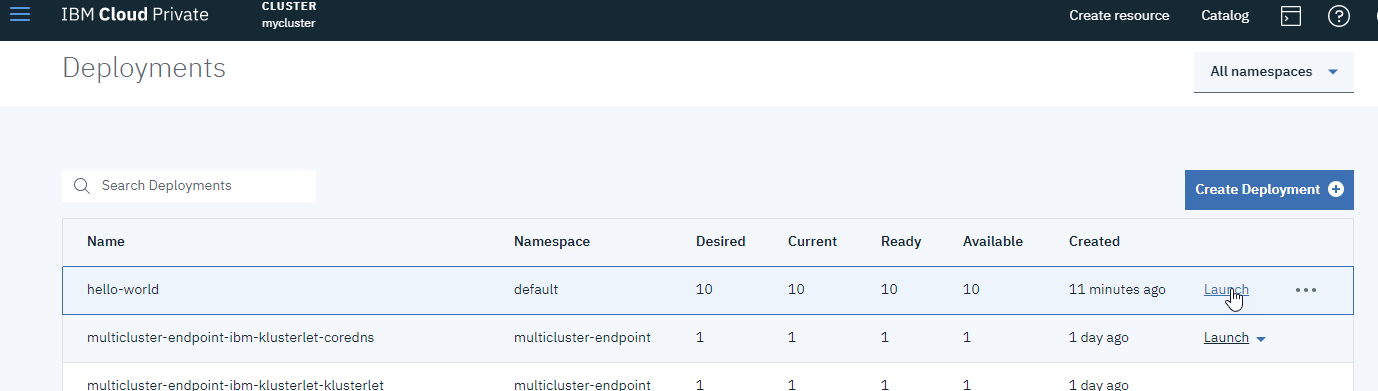 IBM Cloud Private
CLUSTER
mycluster
Create resource Catalog
Deployments
All namespaces
Search Deployments
Create Deployment
Name Namespace Desired Current Ready Available Created
hello-world default 10 10 10 10 11 minutes ago Launch
multicluster-endpoint-ibm-klusterlet-coredns multicluster-endpoint 1 1 1 1 1 day ago Launch
multicluster-endpoint-ibm-klusterlet-klusterlet multicluster-endpoint 1 1 1 1 1 day ago